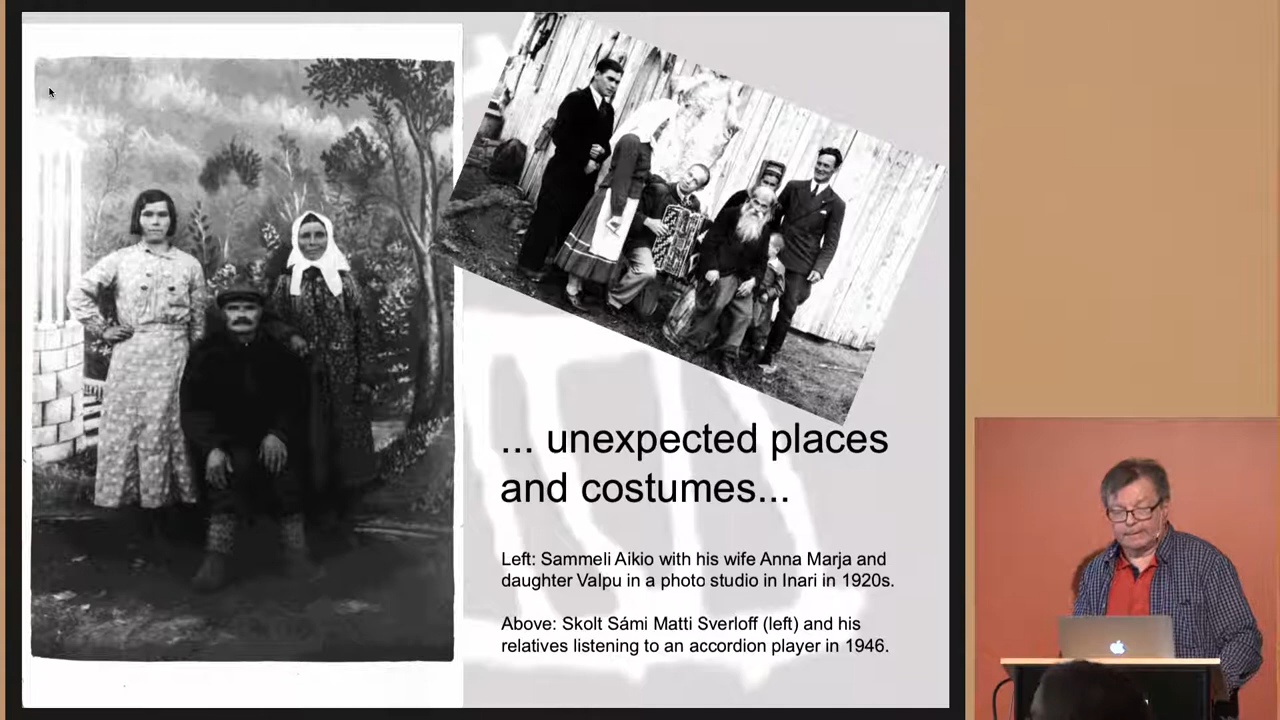 ... unexpected places
and costumes...
Left: Sammeli Aikio with his wife Anna Marja and
daughter Valpu in a photo studio in Inari in 1920s.
Above: Skolt Sámi Matti Sverloff (left) and his
relatives listening to an accordion player in 1946.